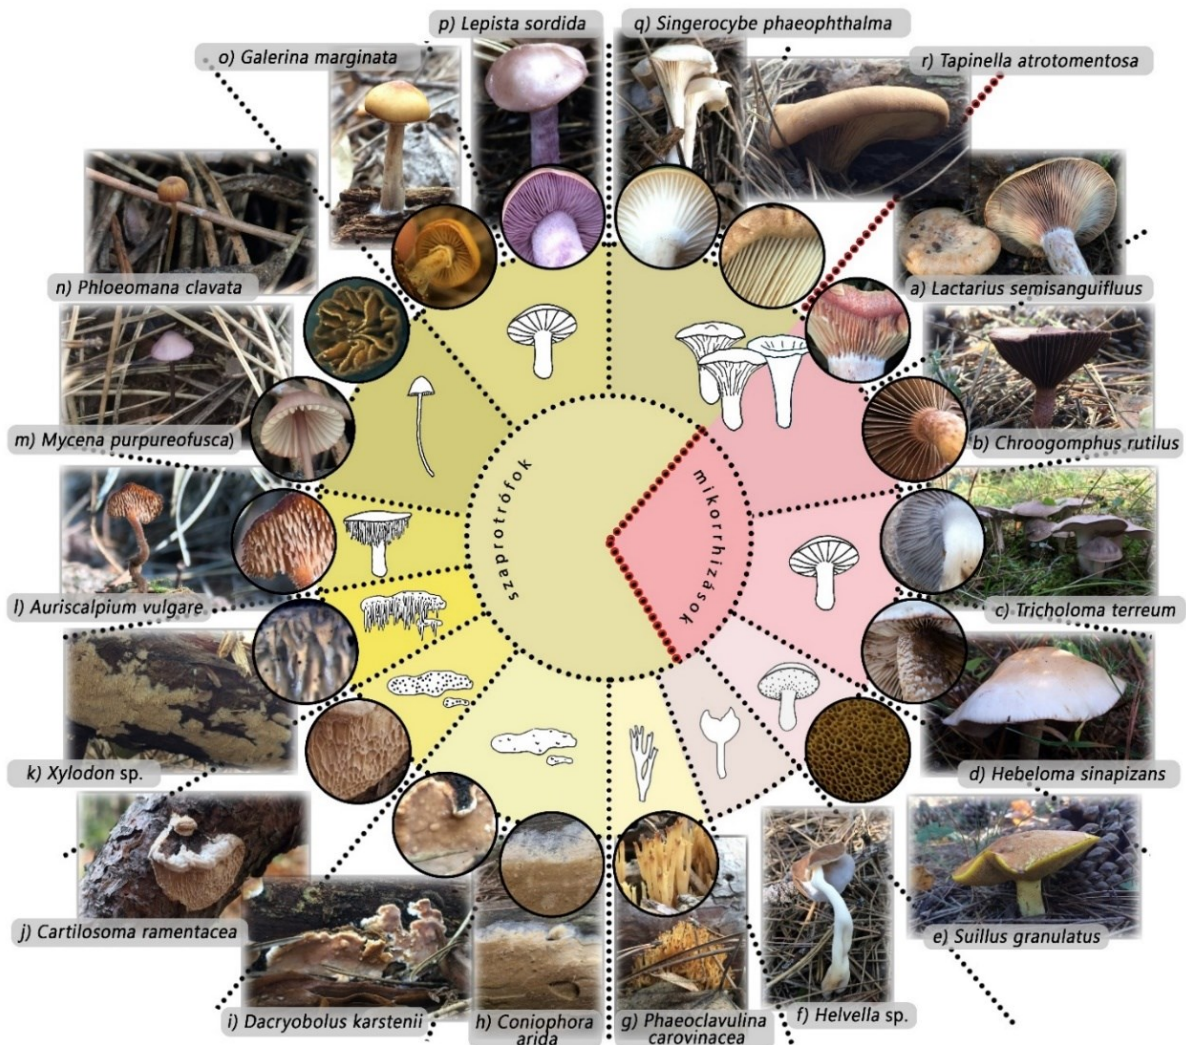 p) Lepista sordida
q) Singerocybe phaeophthalma
o) Galerina marginata
r) Tapinella atrotomentosa
n) Phloeomana clavata
a) Lactarius semisanguifluus
m) Mycena purpureofusca)
b) Chroogomphus rutilus
szaprotrófok
mikorrhizások
l) Auriscalpium vulgare
c) Tricholoma terreum
k) Xylodon sp.
d) Hebeloma sinapizans
j) Cartilosoma ramentacea
e) Suillus granulatus
i) Dacryobolus karstenii
h) Coniophora
arida
g) Phaeoclavulina
carovinacea
f) Helvella sp.